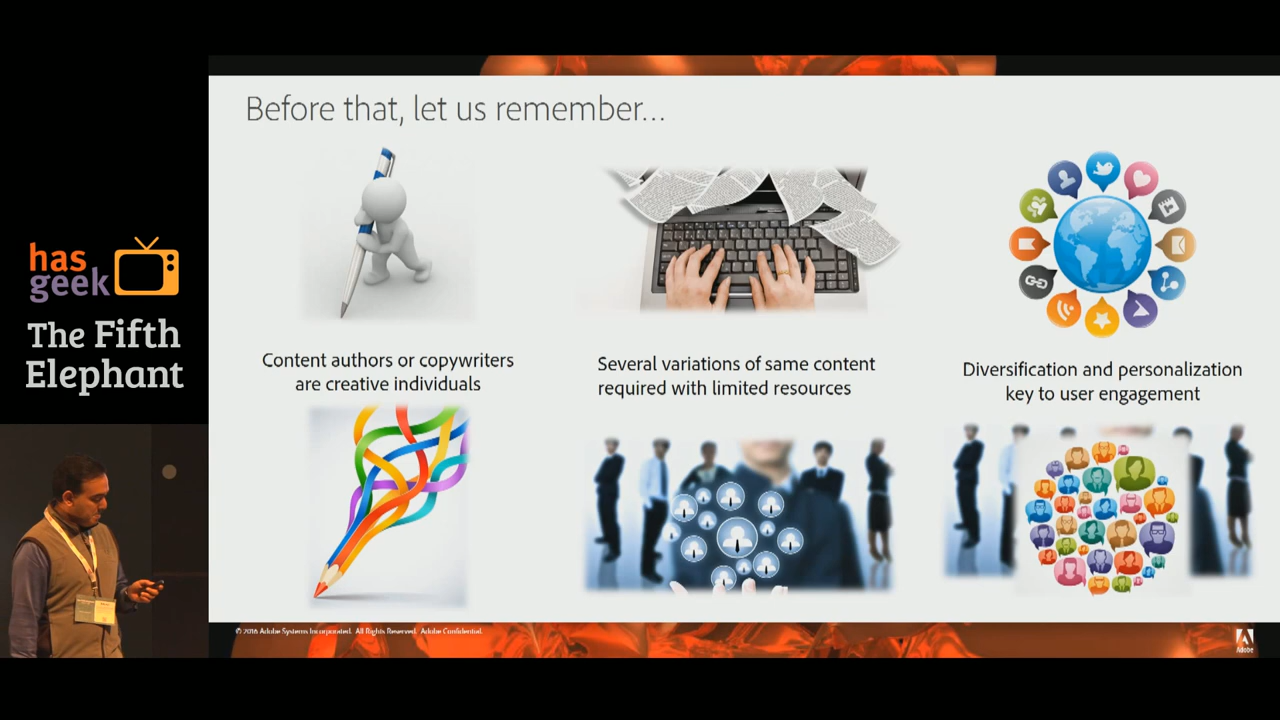 Before that, let us remember...
has
geek
The Fifth
Elephant
Content authors or copywriters
are creative individuals
Several variations of same content
required with limited resources
Diversification and personalization
key to user engagement
© 2016 Adobe Systems Incorporated. All Rights Reserved. Adobe Confidential.
Adobe